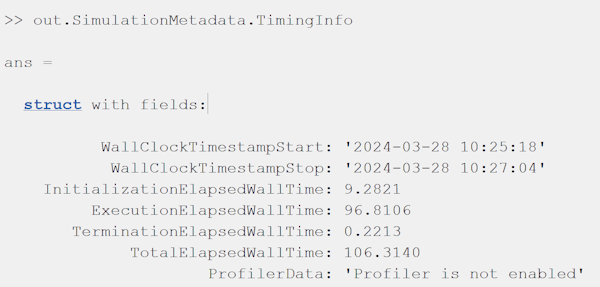 >> out.SimulationMetadata.TimingInfo
ans =
struct with fields:
WallClockTimestampStart: '2024-03-28 10:25:18'
WallClockTimestampStop: '2024-03-28 10:27:04'
InitializationElapsedWallTime: 9.2821
ExecutionElapsedWallTime: 96.8106
TerminationElapsedWallTime: 0.2213
TotalElapsedWallTime: 106.3140
ProfilerData: 'Profiler is not enabled'